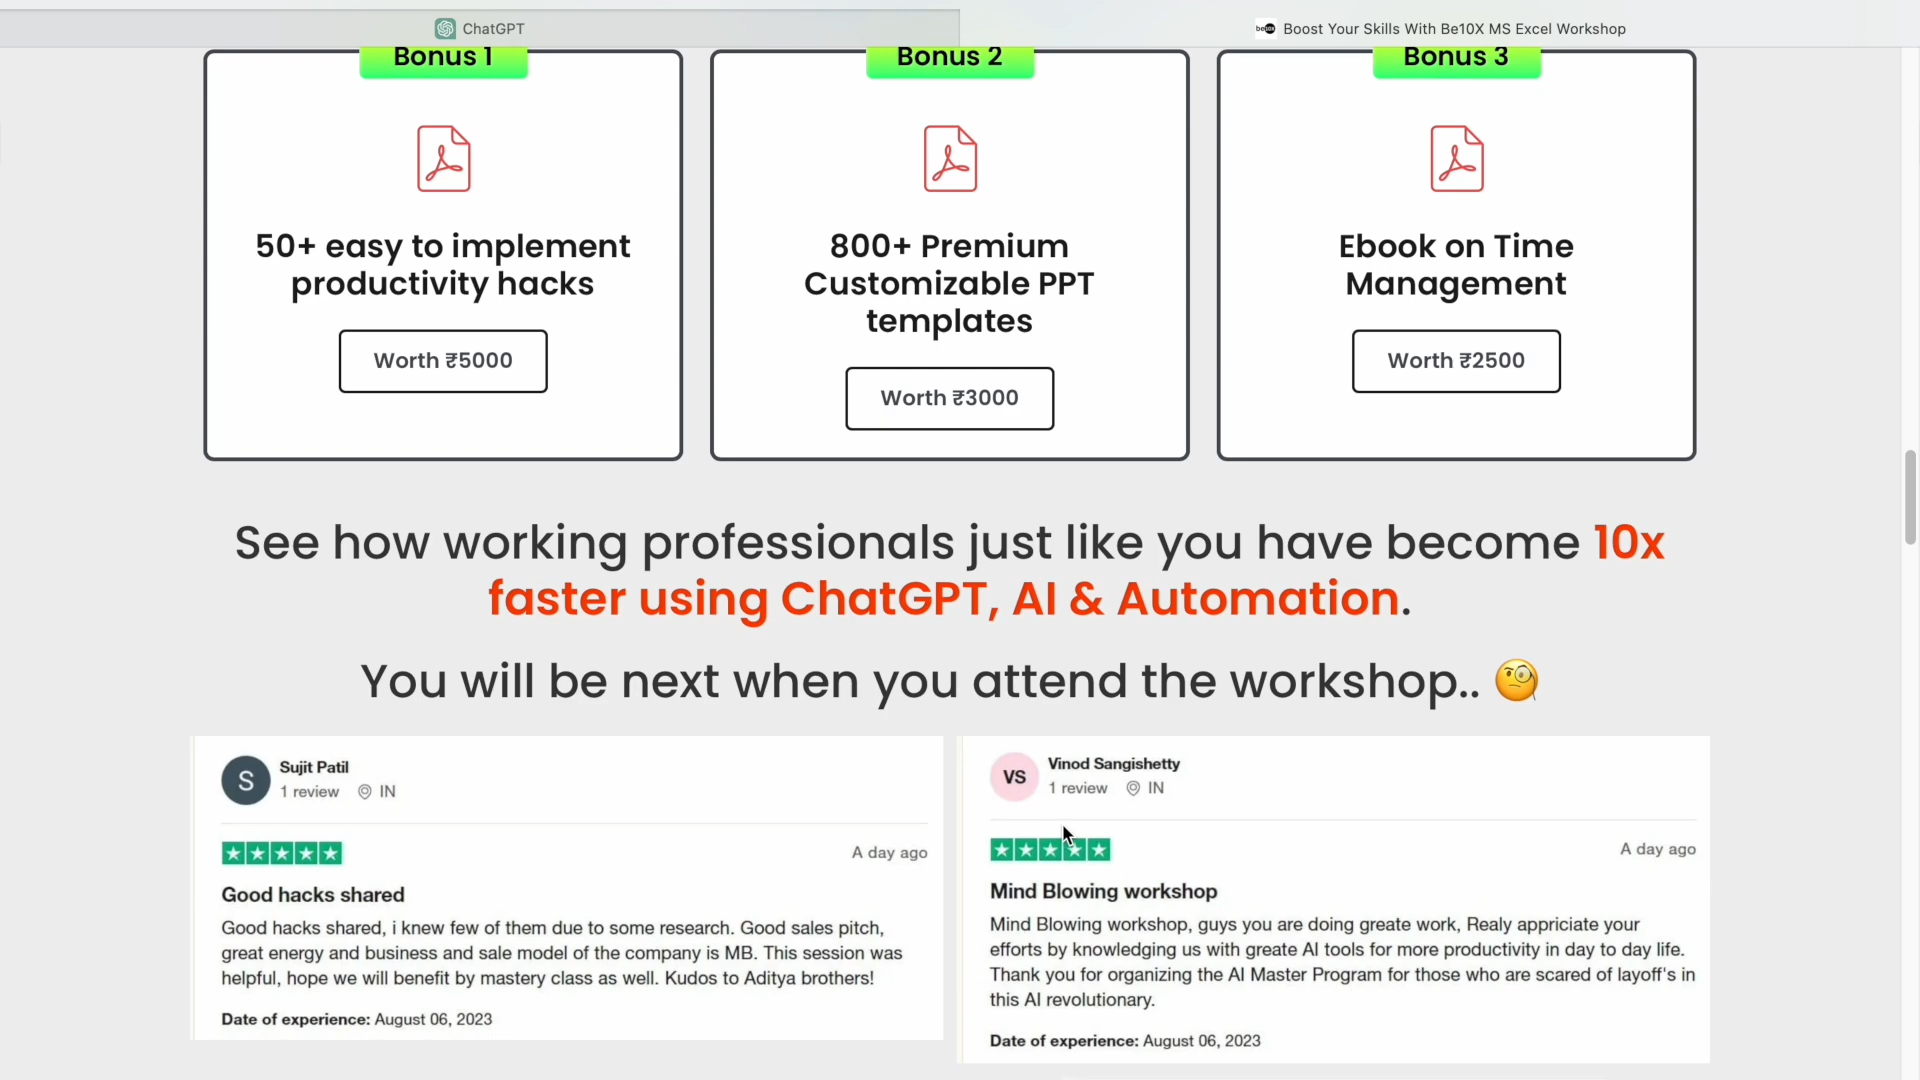 ChatGPT
be10x Boost Your Skills With Be10X MS Excel Workshop
Bonus 1
Bonus 2
Bonus 3
50+ easy to implement
productivity hacks
Worth ₹5000
800+ Premium
Customizable PPT
templates
Worth ₹3000
Ebook on Time
Management
Worth ₹2500
See how working professionals just like you have become 10x
faster using ChatGPT, AI & Automation.
You will be next when you attend the workshop.. 🧐
S
Sujit Patil
1 review IN
A day ago
Good hacks shared
Good hacks shared, i knew few of them due to some research. Good sales pitch,
great energy and business and sale model of the company is MB. This session was
helpful, hope we will benefit by mastery class as well. Kudos to Aditya brothers!
Date of experience: August 06, 2023
VS
Vinod Sangishetty
1 review IN
A day ago
Mind Blowing workshop
Mind Blowing workshop, guys you are doing greate work, Realy appriciate your
efforts by knowledging us with greate AI tools for more productivity in day to day life.
Thank you for organizing the AI Master Program for those who are scared of layoff's in
this AI revolutionary.
Date of experience: August 06, 2023